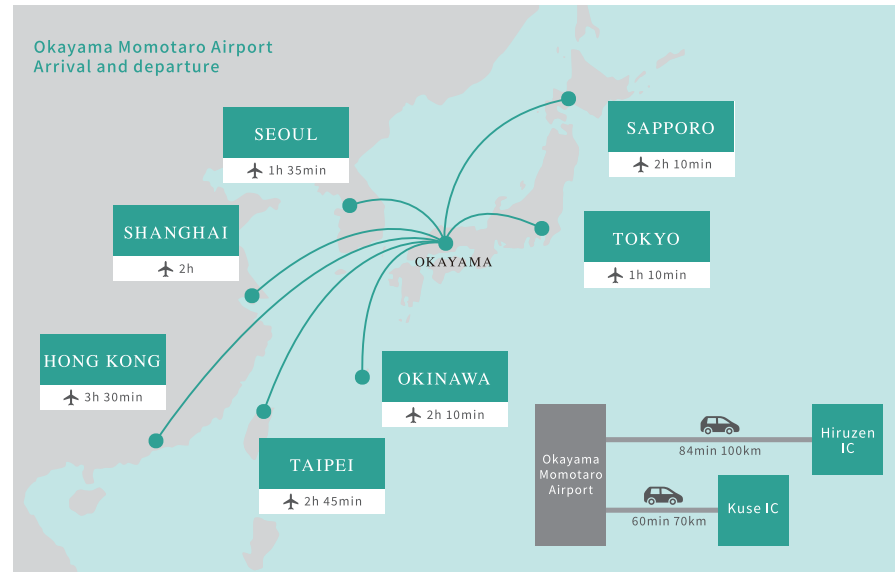 Okayama Momotaro Airport
Arrival and departure
SEOUL
1h 35min
SAPPORO
2h 10min
SHANGHAI
2h
TOKYO
1h 10min
OKAYAMA
HONG KONG
3h 30min
OKINAWA
2h 10min
TAIPEI
2h 45min
Okayama
Momotaro
Airport
84min 100km
Hiruzen
IC
60min 70km
Kuse IC